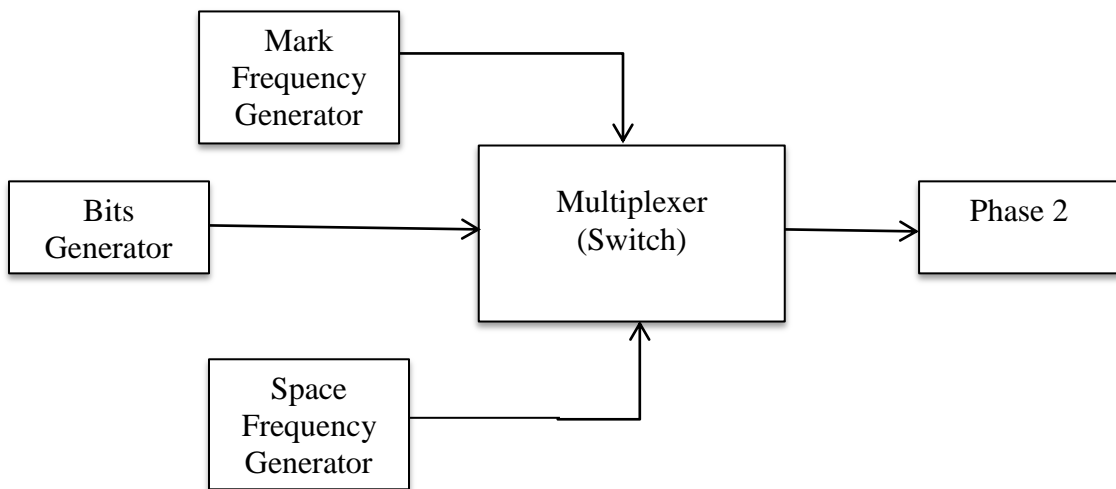 Mark
Frequency
Generator
Bits
Generator
Multiplexer
(Switch)
Phase 2
Space
Frequency
Generator